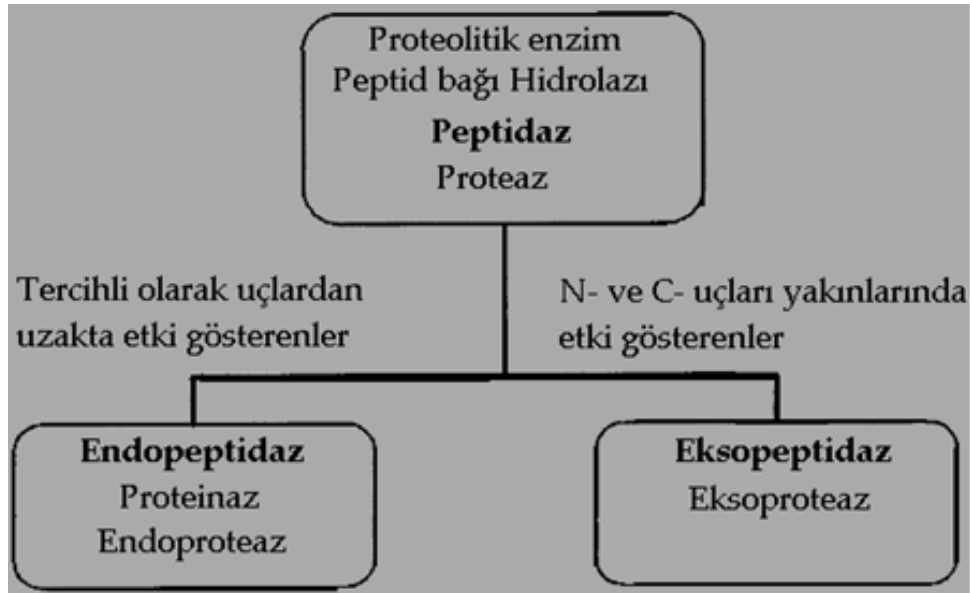 Proteolitik enzim
Peptid bağı Hidrolazı
Peptidaz
Proteaz
Tercihli olarak uçlardan
uzakta etki gösterenler
N- ve C- uçları yakınlarında
etki gösterenler
Endopeptidaz
Proteinaz
Endoproteaz
Eksopeptidaz
Eksoproteaz